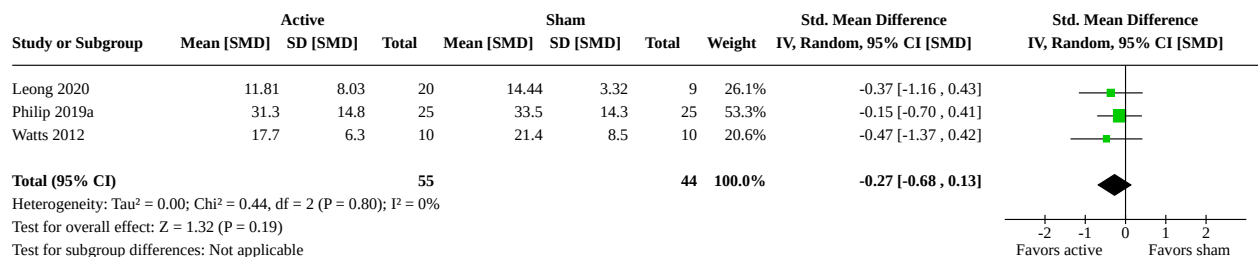 Active Sham Std. Mean Difference Std. Mean Difference
Study or Subgroup Mean [SMD] SD [SMD] Total Mean [SMD] SD [SMD] Total Weight IV, Random, 95% CI [SMD] IV, Random, 95% CI [SMD]
Leong 2020 11.81 8.03 20 14.44 3.32 9 26.1% -0.37 [-1.16 , 0.43]
Philip 2019a 31.3 14.8 25 33.5 14.3 25 53.3% -0.15 [-0.70 , 0.41]
Watts 2012 17.7 6.3 10 21.4 8.5 10 20.6% -0.47 [-1.37 , 0.42]
Total (95% CI) 55 44 100.0% -0.27 [-0.68 , 0.13]
Heterogeneity: Tau² = 0.00; Chi² = 0.44, df = 2 (P = 0.80); I² = 0%
Test for overall effect: Z = 1.32 (P = 0.19) -2 -1 0 1 2
Test for subgroup differences: Not applicable Favors active Favors sham